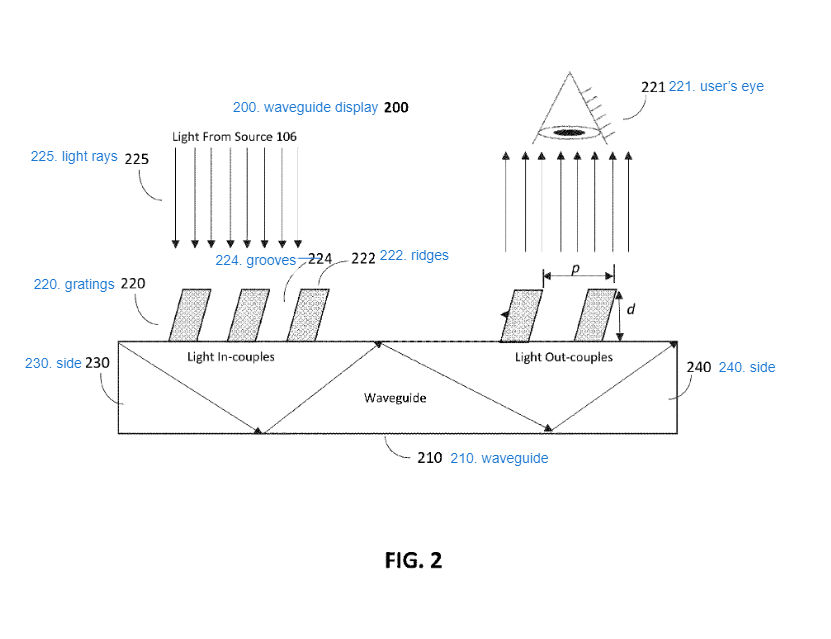 221 221. user's eye
200. waveguide display 200
Light From Source 106
225. light rays 225
224. grooves 224 222 222. ridges
p
220. gratings 220
d
Light In-couples
Light Out-couples
230. side 230
240 240. side
Waveguide
210 210. waveguide
FIG. 2